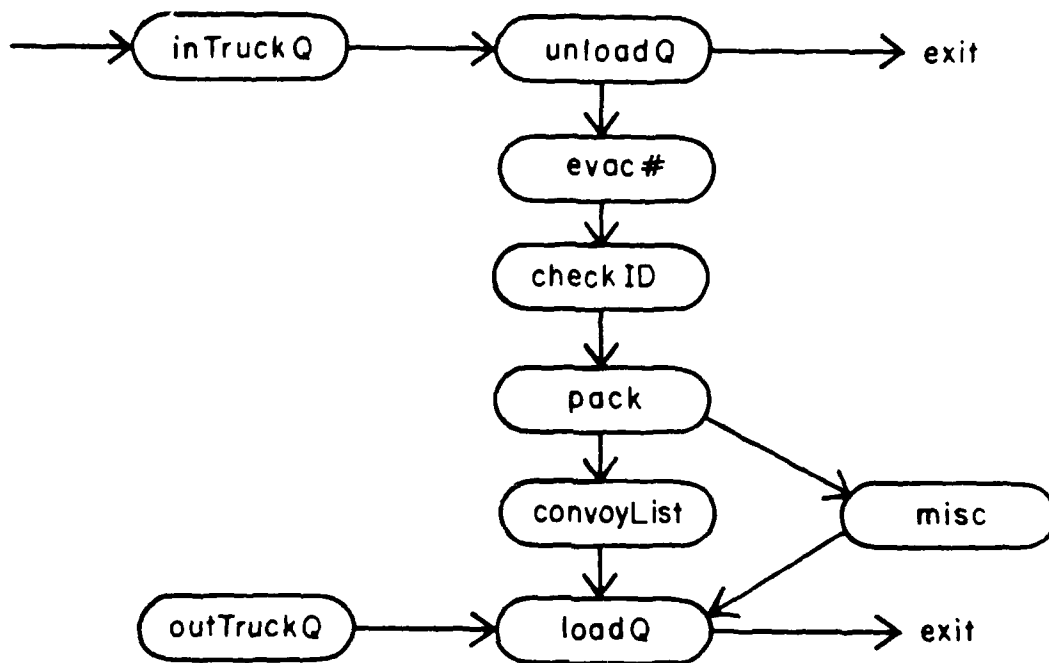 inTruckQ
unloadQ
exit
evac#
checkID
pack
convoyList
misc
outTruckQ
loadQ
exit